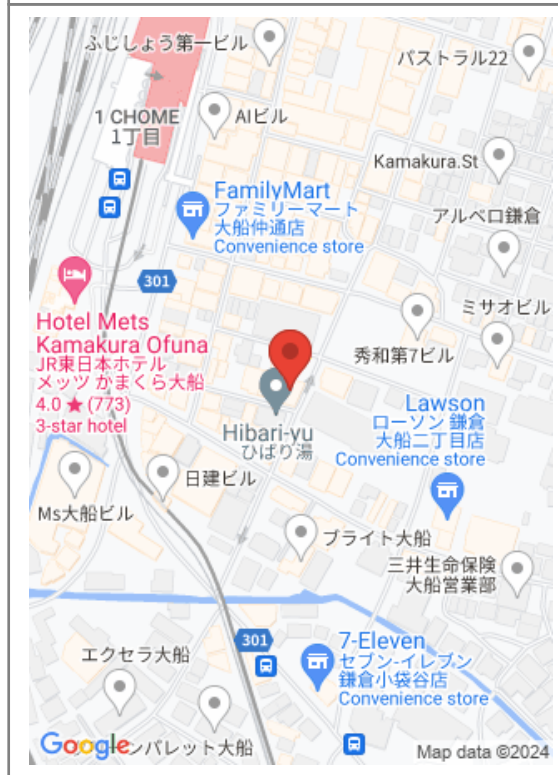 ふじしょう第一ビル
パストラル22
1 CHOME
1丁目
AIビル
Kamakura.St
FamilyMart
ファミリーマート
大船仲通店
Convenience store
アルベロ鎌倉
301
ミサオビル
Hotel Mets
Kamakura Ofuna
JR東日本ホテル
メッツ かまくら大船
4.0 ★ (773)
3-star hotel
秀和第7ビル
Lawson
ローソン 鎌倉
大船二丁目店
Convenience store
Hibari-yu
ひばり湯
日建ビル
Ms大船ビル
ブライト大船
三井生命保険
大船営業部
301
7-Eleven
セブン-イレブン
鎌倉小袋谷店
Convenience store
エクセラ大船
Google
ンパレット大船
Map data ©2024